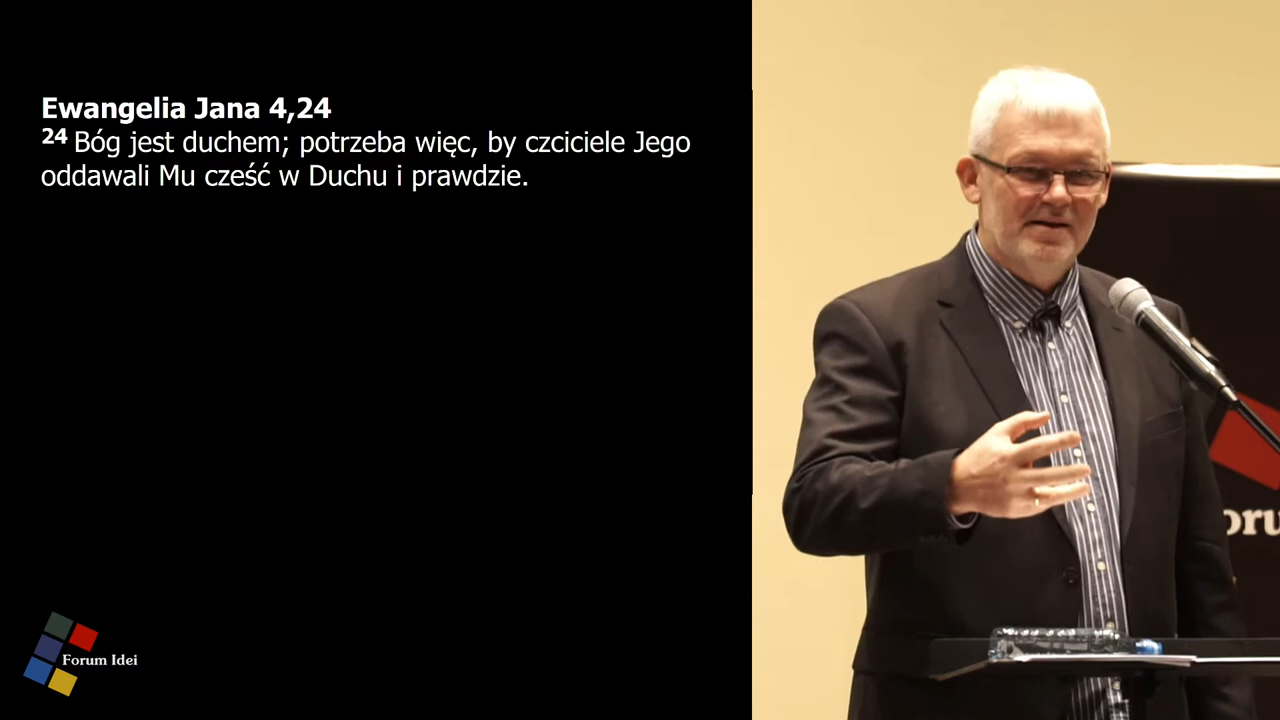 Ewangelia Jana 4,24
24 Bóg jest duchem; potrzeba więc, by czciciele Jego
oddawali Mu cześć w Duchu i prawdzie.
Forum Idei